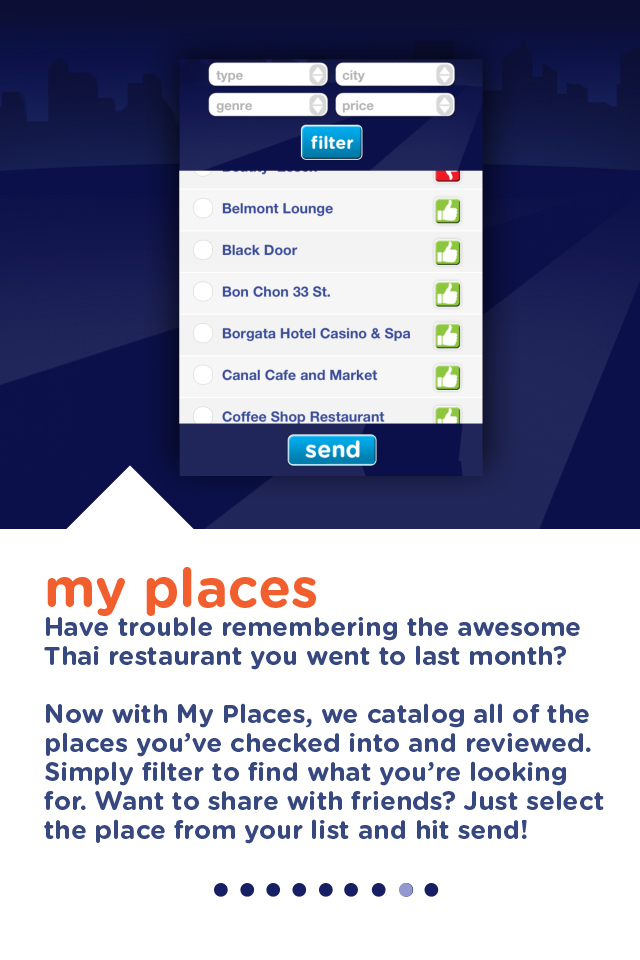 type
city
genre
price
filter
Belmont Lounge
Black Door
Bon Chon 33 St.
Borgata Hotel Casino & Spa
Canal Cafe and Market
Coffee Shop Restaurant
send
my places
Have trouble remembering the awesome
Thai restaurant you went to last month?
Now with My Places, we catalog all of the
places you’ve checked into and reviewed.
Simply filter to find what you’re looking
for. Want to share with friends? Just select
the place from your list and hit send!